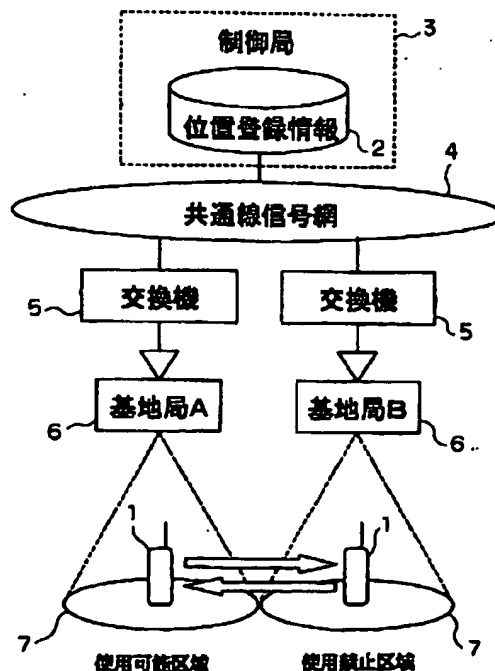 制御局
3
位置登録情報
2
4
共通線信号網
交換機
5
交換機
5
基地局A
6
基地局B
6
1
1
7
7
使用可能区域
使用禁止区域